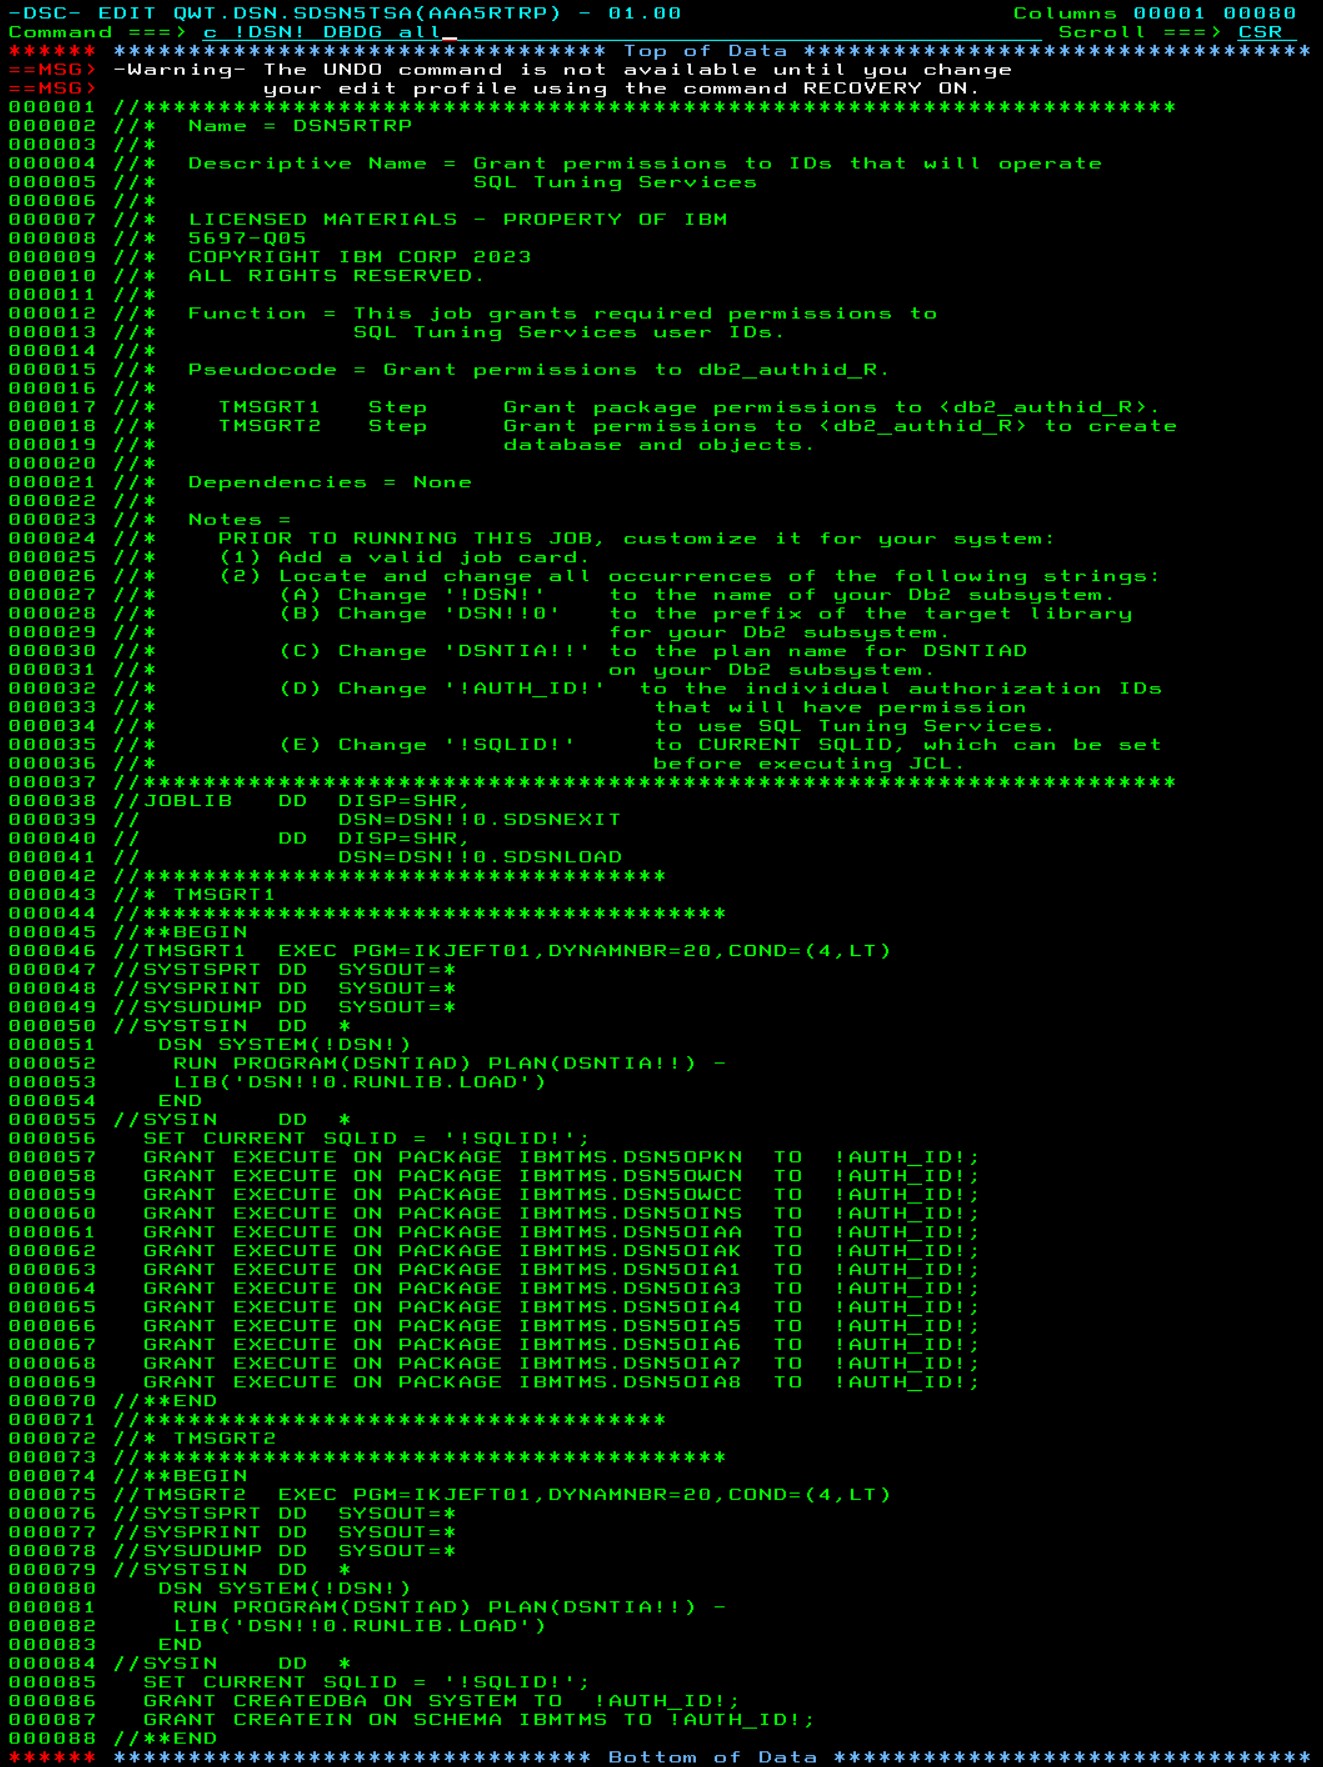 -DSC- EDIT QWT.DSN.SDSN5TSA(AAA5RTRP) - 01.00 Columns 00001 00080
Command ===> c !DSN! DBDG all Scroll ===> CSR
****** ********************************* Top of Data **********************************
==MSG> -Warning- The UNDO command is not available until you change
==MSG> your edit profile using the command RECOVERY ON.
000001 //*********************************************************************
000002 //* Name = DSN5RTRP
000003 //*
000004 //* Descriptive Name = Grant permissions to IDs that will operate
000005 //* SQL Tuning Services
000006 //*
000007 //* LICENSED MATERIALS - PROPERTY OF IBM
000008 //* 5697-Q05
000009 //* COPYRIGHT IBM CORP 2023
000010 //* ALL RIGHTS RESERVED.
000011 //*
000012 //* Function = This job grants required permissions to
000013 //* SQL Tuning Services user IDs.
000014 //*
000015 //* Pseudocode = Grant permissions to db2_authid_R.
000016 //*
000017 //* TMSGRT1 Step Grant package permissions to <db2_authid_R>.
000018 //* TMSGRT2 Step Grant permissions to <db2_authid_R> to create
000019 //* database and objects.
000020 //*
000021 //* Dependencies = None
000022 //*
000023 //* Notes =
000024 //* PRIOR TO RUNNING THIS JOB, customize it for your system:
000025 //* (1) Add a valid job card.
000026 //* (2) Locate and change all occurrences of the following strings:
000027 //* (A) Change '!DSN!' to the name of your Db2 subsystem.
000028 //* (B) Change 'DSN!!0' to the prefix of the target library
000029 //* for your Db2 subsystem.
000030 //* (C) Change 'DSNTIA!!' to the plan name for DSNTIAD
000031 //* on your Db2 subsystem.
000032 //* (D) Change '!AUTH_ID!' to the individual authorization IDs
000033 //* that will have permission
000034 //* to use SQL Tuning Services.
000035 //* (E) Change '!SQLID!' to CURRENT SQLID, which can be set
000036 //* before executing JCL.
000037 //*********************************************************************
000038 //JOBLIB DD DISP=SHR,
000039 // DSN=DSN!!0.SDSNEXIT
000040 // DD DISP=SHR,
000041 // DSN=DSN!!0.SDSNLOAD
000042 //***********************************
000043 //* TMSGRT1
000044 //***************************************
000045 //**BEGIN
000046 //TMSGRT1 EXEC PGM=IKJEFT01,DYNAMNBR=20,COND=(4,LT)
000047 //SYSTSPRT DD SYSOUT=*
000048 //SYSPRINT DD SYSOUT=*
000049 //SYSUDUMP DD SYSOUT=*
000050 //SYSTSIN DD *
000051 DSN SYSTEM(!DSN!)
000052 RUN PROGRAM(DSNTIAD) PLAN(DSNTIA!!) -
000053 LIB('DSN!!0.RUNLIB.LOAD')
000054 END
000055 //SYSIN DD *
000056 SET CURRENT SQLID = '!SQLID!';
000057 GRANT EXECUTE ON PACKAGE IBMTMS.DSN5OPKN TO !AUTH_ID!;
000058 GRANT EXECUTE ON PACKAGE IBMTMS.DSN5OWCN TO !AUTH_ID!;
000059 GRANT EXECUTE ON PACKAGE IBMTMS.DSN5OWCC TO !AUTH_ID!;
000060 GRANT EXECUTE ON PACKAGE IBMTMS.DSN5OINS TO !AUTH_ID!;
000061 GRANT EXECUTE ON PACKAGE IBMTMS.DSN5OIAA TO !AUTH_ID!;
000062 GRANT EXECUTE ON PACKAGE IBMTMS.DSN5OIAK TO !AUTH_ID!;
000063 GRANT EXECUTE ON PACKAGE IBMTMS.DSN5OIA1 TO !AUTH_ID!;
000064 GRANT EXECUTE ON PACKAGE IBMTMS.DSN5OIA3 TO !AUTH_ID!;
000065 GRANT EXECUTE ON PACKAGE IBMTMS.DSN5OIA4 TO !AUTH_ID!;
000066 GRANT EXECUTE ON PACKAGE IBMTMS.DSN5OIA5 TO !AUTH_ID!;
000067 GRANT EXECUTE ON PACKAGE IBMTMS.DSN5OIA6 TO !AUTH_ID!;
000068 GRANT EXECUTE ON PACKAGE IBMTMS.DSN5OIA7 TO !AUTH_ID!;
000069 GRANT EXECUTE ON PACKAGE IBMTMS.DSN5OIA8 TO !AUTH_ID!;
000070 //**END
000071 //***********************************
000072 //* TMSGRT2
000073 //***************************************
000074 //**BEGIN
000075 //TMSGRT2 EXEC PGM=IKJEFT01,DYNAMNBR=20,COND=(4,LT)
000076 //SYSTSPRT DD SYSOUT=*
000077 //SYSPRINT DD SYSOUT=*
000078 //SYSUDUMP DD SYSOUT=*
000079 //SYSTSIN DD *
000080 DSN SYSTEM(!DSN!)
000081 RUN PROGRAM(DSNTIAD) PLAN(DSNTIA!!) -
000082 LIB('DSN!!0.RUNLIB.LOAD')
000083 END
000084 //SYSIN DD *
000085 SET CURRENT SQLID = '!SQLID!';
000086 GRANT CREATEDBA ON SYSTEM TO !AUTH_ID!;
000087 GRANT CREATEIN ON SCHEMA IBMTMS TO !AUTH_ID!;
000088 //**END
****** ******************************** Bottom of Data ********************************